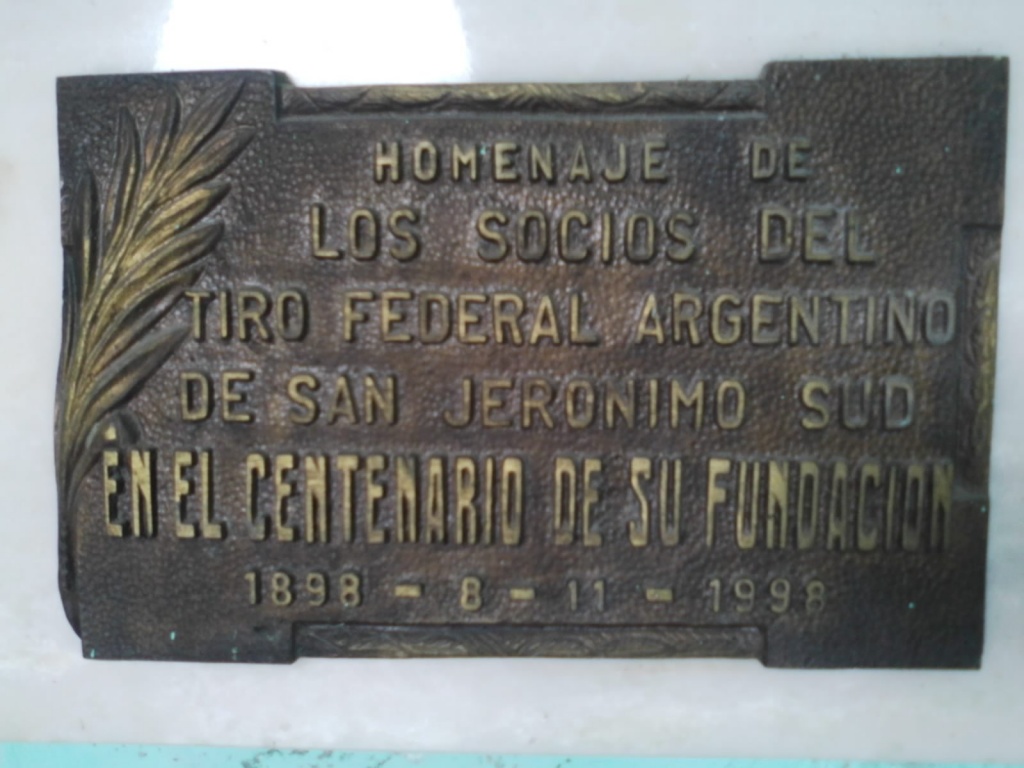 HOMENAJE DE
LOS SOCIOS DEL
TIRO FEDERAL ARGENTINO
DE SAN JERONIMO SUD
EN EL CENTENARIO DE SU FUNDACION
1898 - 8 - 11 - 1998